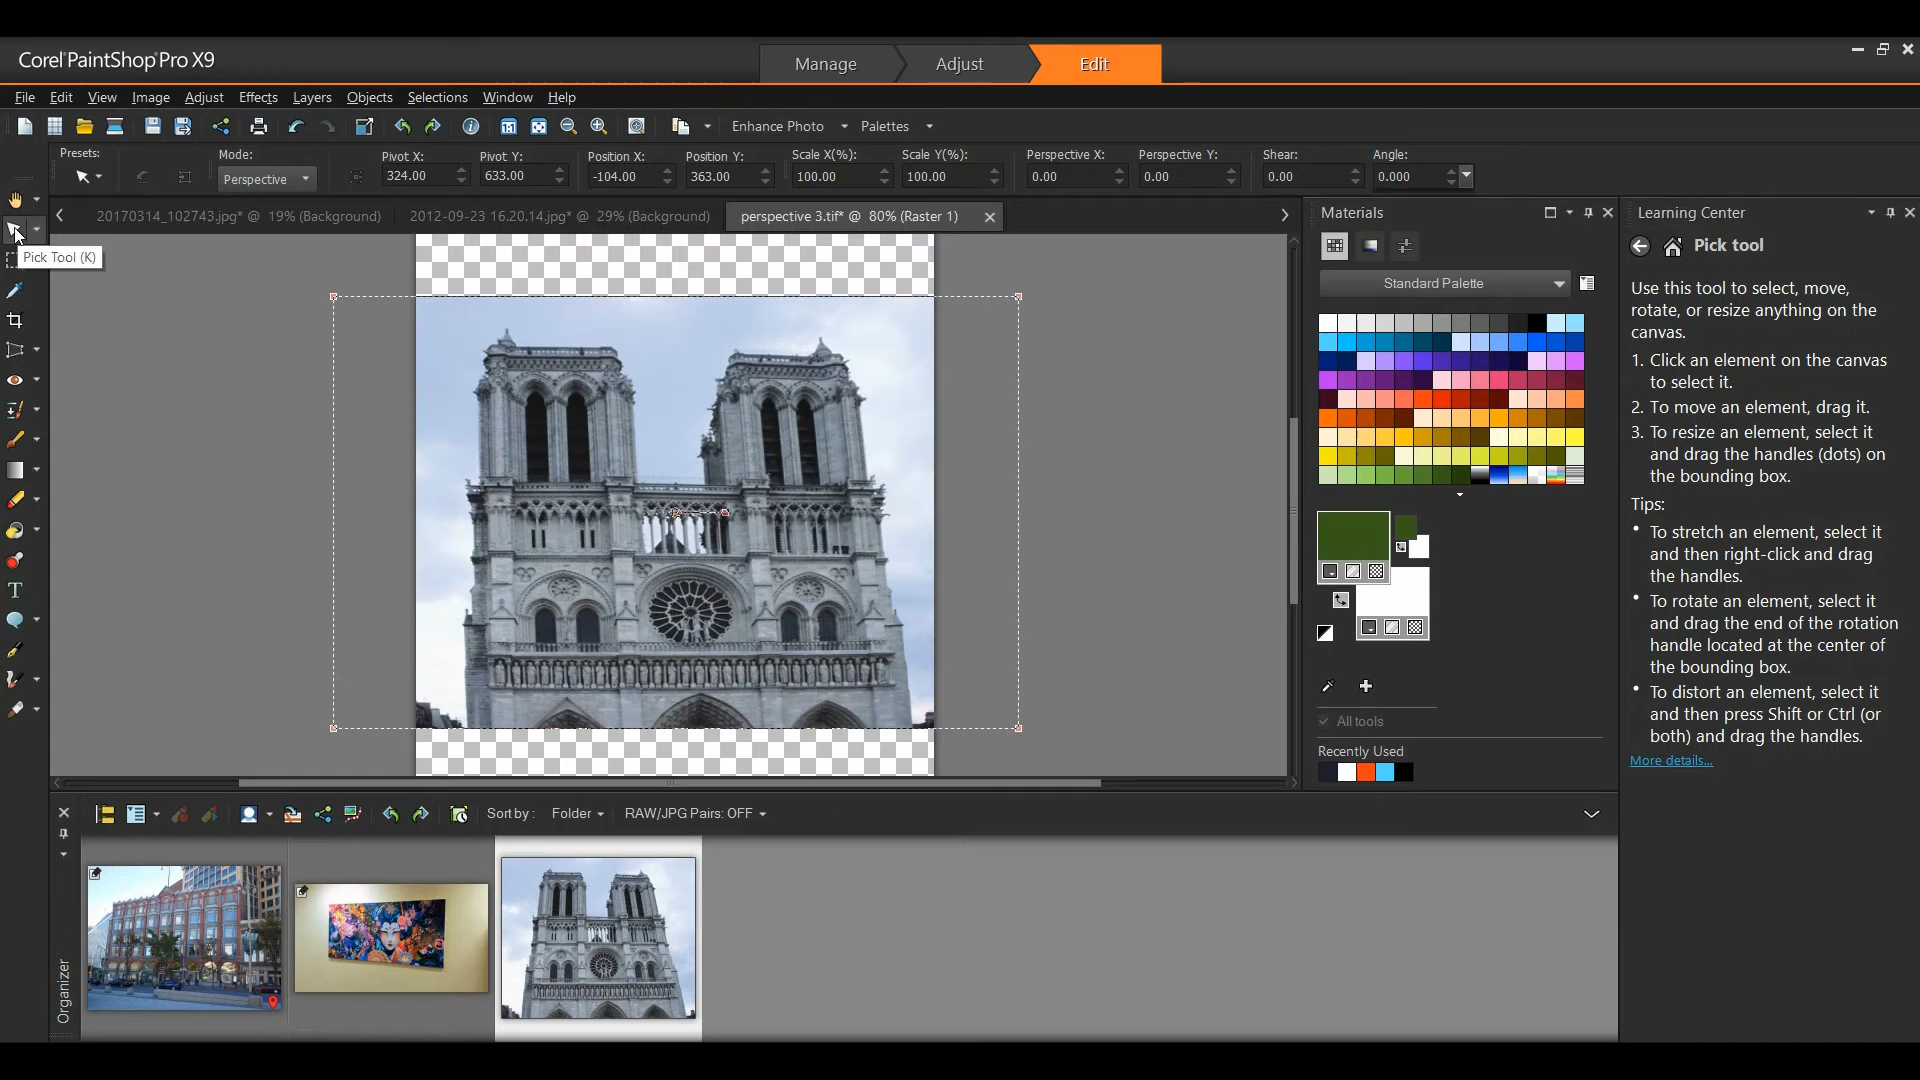 Corel PaintShop Pro X9
Manage
Adjust
Edit
File Edit View Image Adjust Effects Layers Objects Selections Window Help
Enhance Photo
Palettes
Presets:
Mode:
Perspective
Pivot X:
324.00
Pivot Y:
633.00
Position X:
-104.00
Position Y:
363.00
Scale X(%):
100.00
Scale Y(%):
100.00
Perspective X:
0.00
Perspective Y:
0.00
Shear:
0.00
Angle:
0.000
20170314_102743.jpg* @ 19% (Background)
2012-09-23 16.20.14.jpg* @ 29% (Background)
perspective 3.tif* @ 80% (Raster 1)
Pick Tool (K)
Materials
Standard Palette
All tools
Recently Used
Learning Center
Pick tool
Use this tool to select, move,
rotate, or resize anything on the
canvas.
1. Click an element on the canvas
to select it.
2. To move an element, drag it.
3. To resize an element, select it
and drag the handles (dots) on
the bounding box.
Tips:
• To stretch an element, select it
and then right-click and drag
the handles.
• To rotate an element, select it
and drag the end of the rotation
handle located at the center of
the bounding box.
• To distort an element, select it
and then press Shift or Ctrl (or
both) and drag the handles.
More details...
Organizer
Sort by :
Folder
RAW/JPG Pairs: OFF